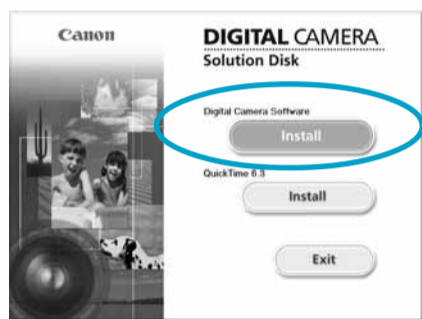 Canon
DIGITAL CAMERA
Solution Disk
Digital Camera Software
Install
QuickTime 6.3
Install
Exit